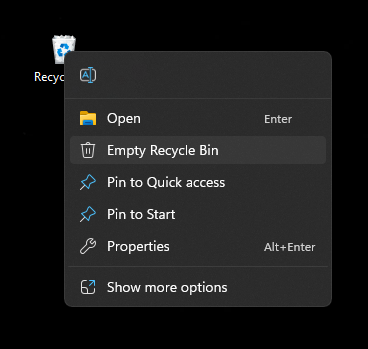 Recyc
Open Enter
Empty Recycle Bin
Pin to Quick access
Pin to Start
Properties Alt+Enter
Show more options